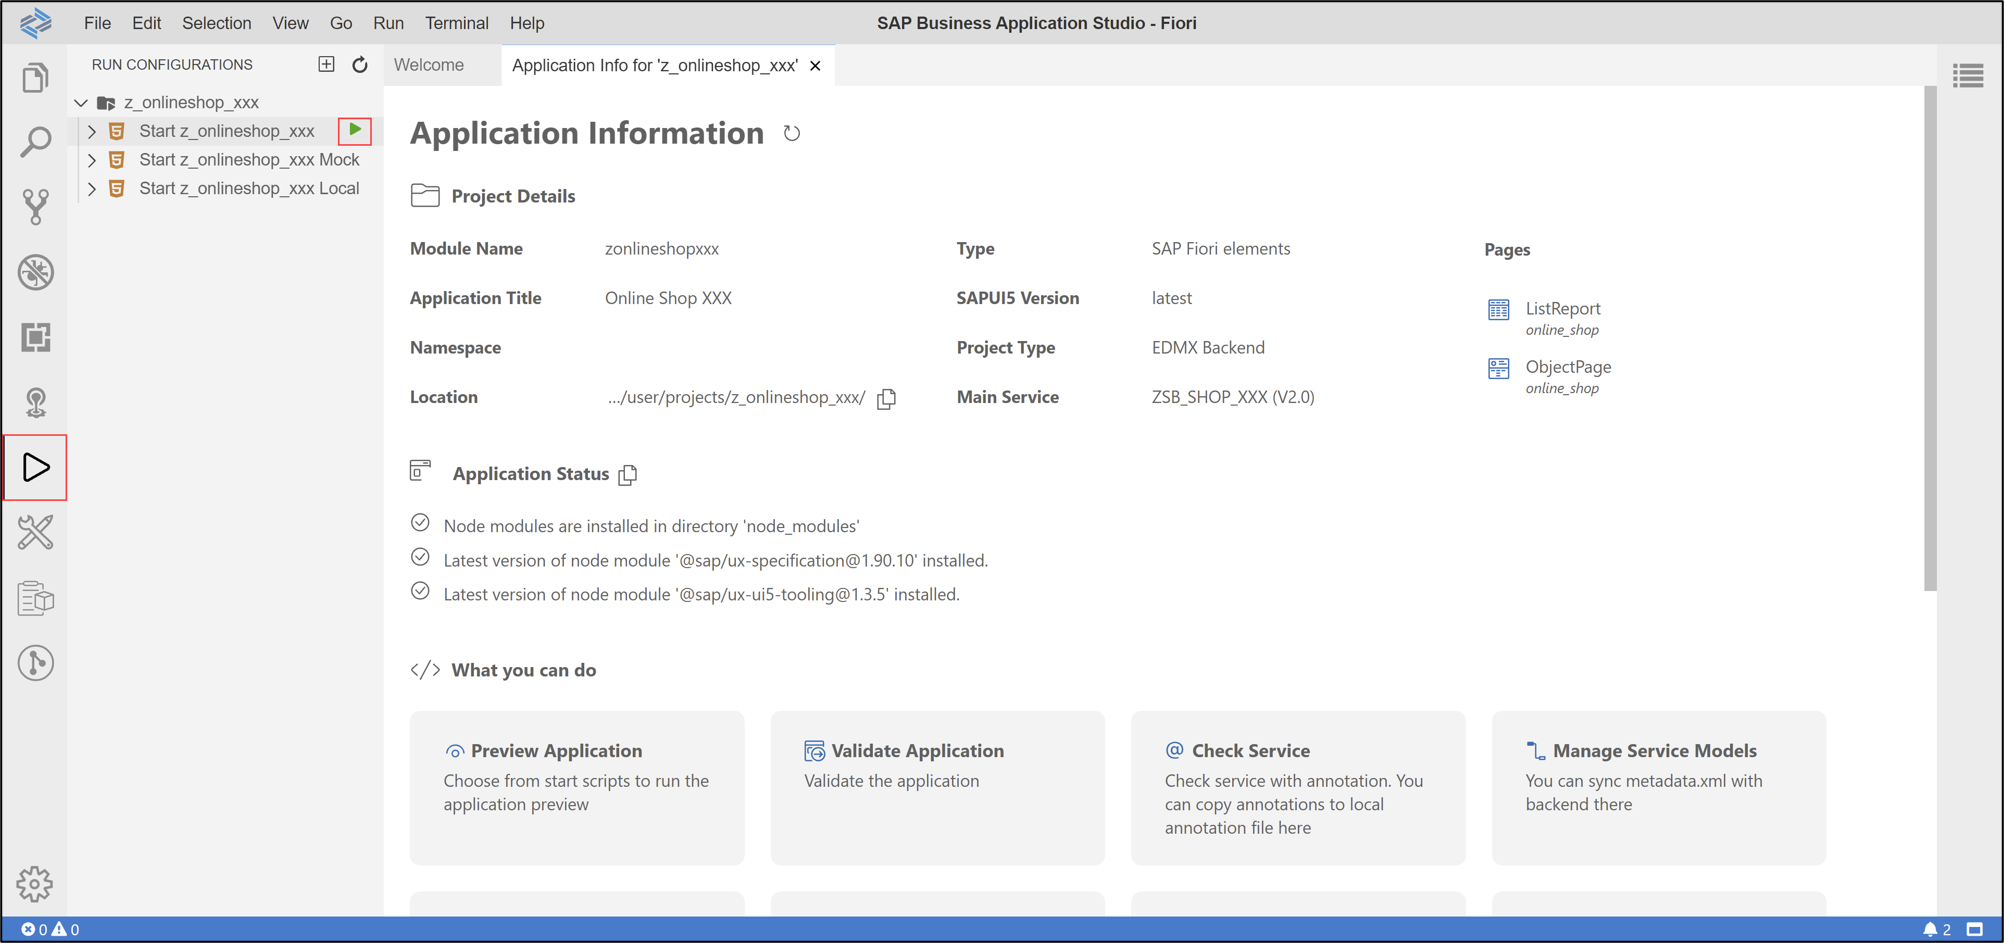 File Edit Selection View Go Run Terminal Help
SAP Business Application Studio - Fiori
RUN CONFIGURATIONS
z_onlineshop_xxx
Start z_onlineshop_xxx
Start z_onlineshop_xxx Mock
Start z_onlineshop_xxx Local
Welcome
Application Info for 'z_onlineshop_xxx'
Application Information
Project Details
Module Name zonlineshopxxx
Application Title Online Shop XXX
Namespace
Location .../user/projects/z_onlineshop_xxx/
Type SAP Fiori elements
SAPUI5 Version latest
Project Type EDMX Backend
Main Service ZSB_SHOP_XXX (V2.0)
Pages
ListReport
online_shop
ObjectPage
online_shop
Application Status
Node modules are installed in directory 'node_modules'
Latest version of node module '@sap/ux-specification@1.90.10' installed.
Latest version of node module '@sap/ux-ui5-tooling@1.3.5' installed.
</> What you can do
Preview Application
Choose from start scripts to run the
application preview
Validate Application
Validate the application
@ Check Service
Check service with annotation. You
can copy annotations to local
annotation file here
Manage Service Models
You can sync metadata.xml with
backend there
0 0
2